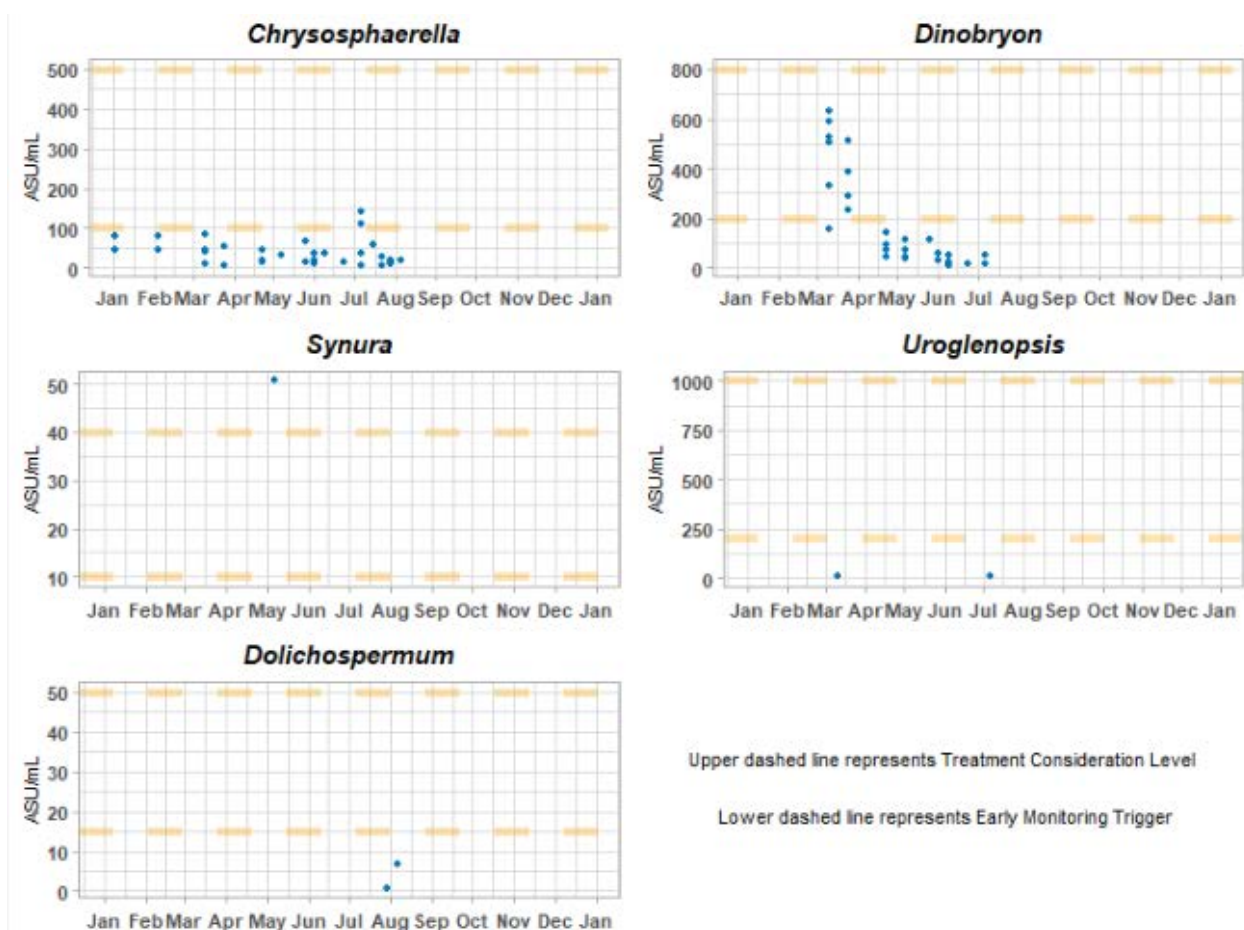 Chrysosphaerella
500
400
300
200
100
0
ASU/mL
Jan Feb Mar Apr May Jun Jul Aug Sep Oct Nov Dec Jan
Dinobryon
800
600
400
200
0
ASU/mL
Jan Feb Mar Apr May Jun Jul Aug Sep Oct Nov Dec Jan
Synura
50
40
30
20
10
ASU/mL
Jan Feb Mar Apr May Jun Jul Aug Sep Oct Nov Dec Jan
Uroglenopsis
1000
750
500
250
0
ASU/mL
Jan Feb Mar Apr May Jun Jul Aug Sep Oct Nov Dec Jan
Dolichospermum
50
40
30
20
10
0
ASU/mL
Jan Feb Mar Apr May Jun Jul Aug Sep Oct Nov Dec Jan
Upper dashed line represents Treatment Consideration Level
Lower dashed line represents Early Monitoring Trigger